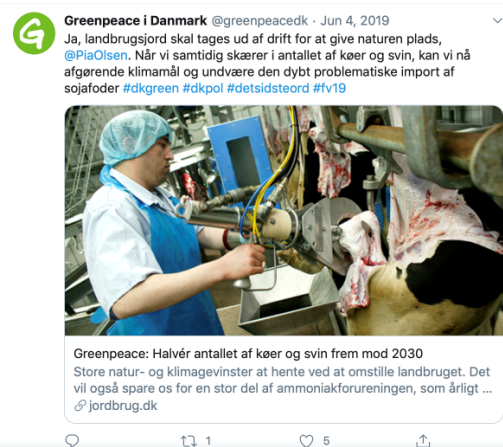 Greenpeace i Danmark @greenpeacedk · Jun 4, 2019
Ja, landbrugsjord skal tages ud af drift for at give naturen plads,
@PiaOlsen. Når vi samtidig skærer i antallet af køer og svin, kan vi nå
afgørende klimamål og undvære den dybt problematiske import af
sojafoder #dkgreen #dkpol #detsidsteord #fv19
Greenpeace: Halvér antallet af køer og svin frem mod 2030
Store natur- og klimagevinster at hente ved at omstille landbruget. Det
vil også spare os for en stor del af ammoniakforureningen, som årligt ...
jordbrug.dk
1
5